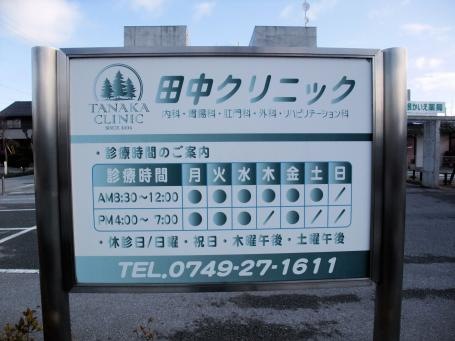 田中クリニック
TANAKA
CLINIC
内科・胃腸科・肛門科・外科・リハビリテーション科
・診療時間のご案内
診療時間 月 火 水 木 金 土 日
AM8:30～12:00 ● ● ● ● ● ● /
PM4:00～ 7:00 ● ● ● / ● / /
・休診日/日曜・祝日・木曜午後・土曜午後
TEL.0749-27-1611